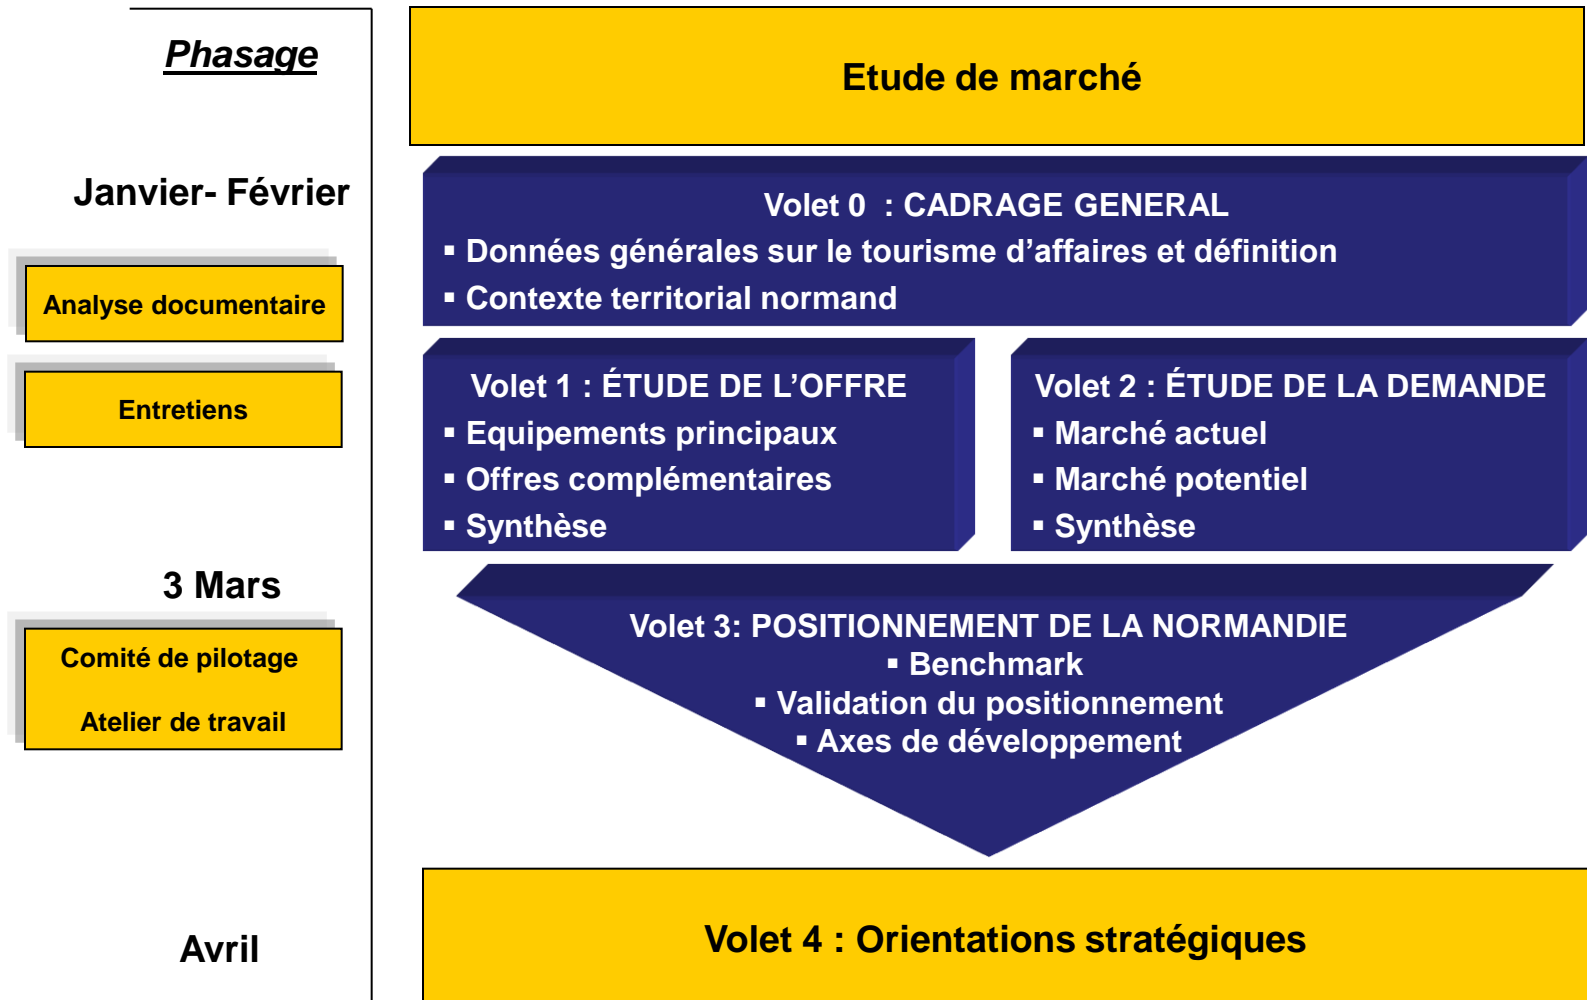 Phasage
Janvier- Février
Analyse documentaire
Entretiens
3 Mars
Comité de pilotage
Atelier de travail
Avril
Etude de marché
Volet 0 : CADRAGE GENERAL
▪ Données générales sur le tourisme d’affaires et définition
▪ Contexte territorial normand
Volet 1 : ÉTUDE DE L’OFFRE
▪ Equipements principaux
▪ Offres complémentaires
▪ Synthèse
Volet 2 : ÉTUDE DE LA DEMANDE
▪ Marché actuel
▪ Marché potentiel
▪ Synthèse
Volet 3: POSITIONNEMENT DE LA NORMANDIE
▪ Benchmark
▪ Validation du positionnement
▪ Axes de développement
Volet 4 : Orientations stratégiques